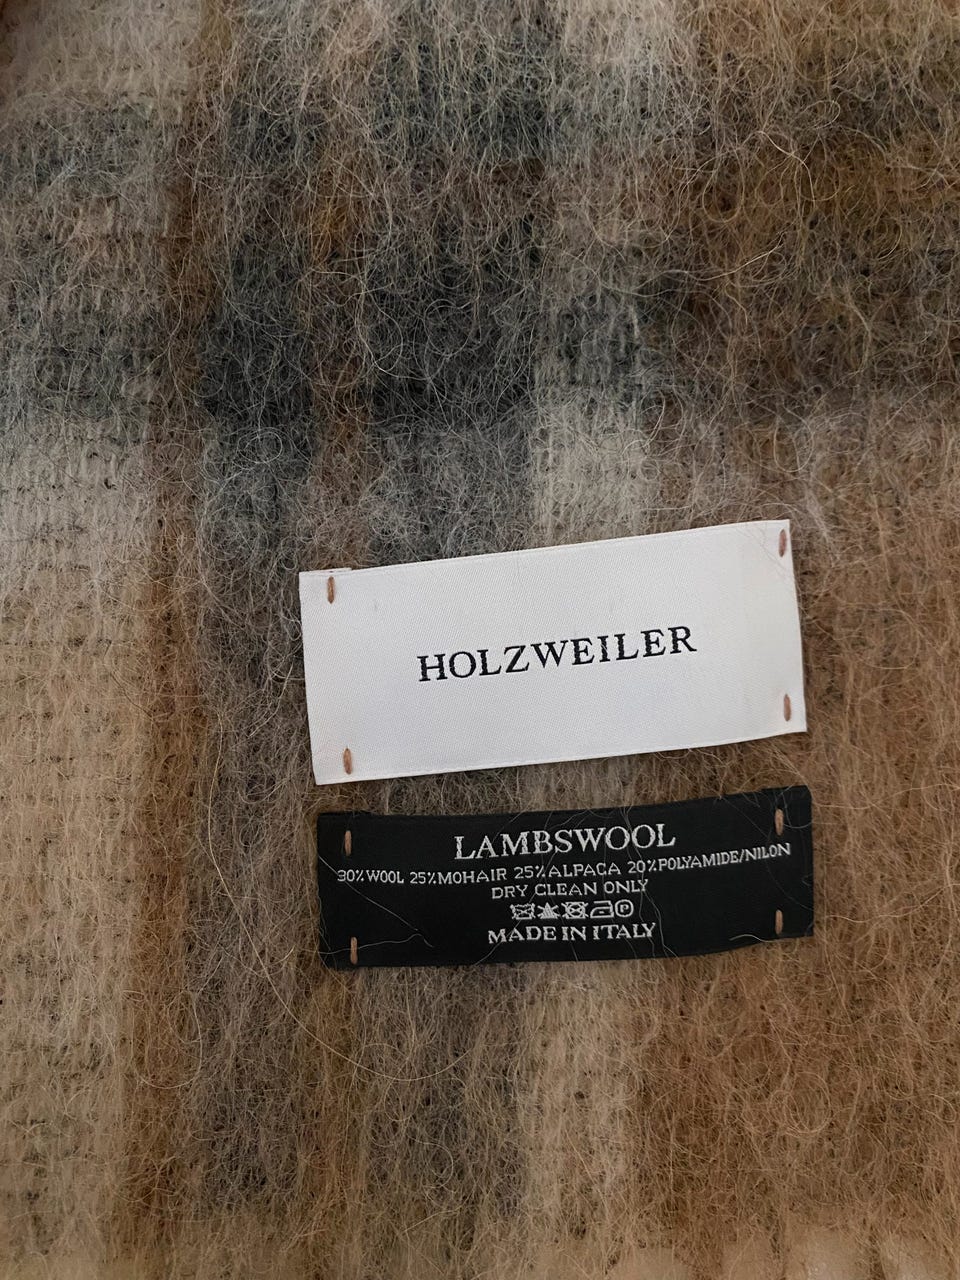 HOLZWEILER
LAMBSWOOL
30%WOOL 25%MOHAIR 25%ALPACA 20%POLYAMIDE/NILON
DRY CLEAN ONLY
P
MADE IN ITALY